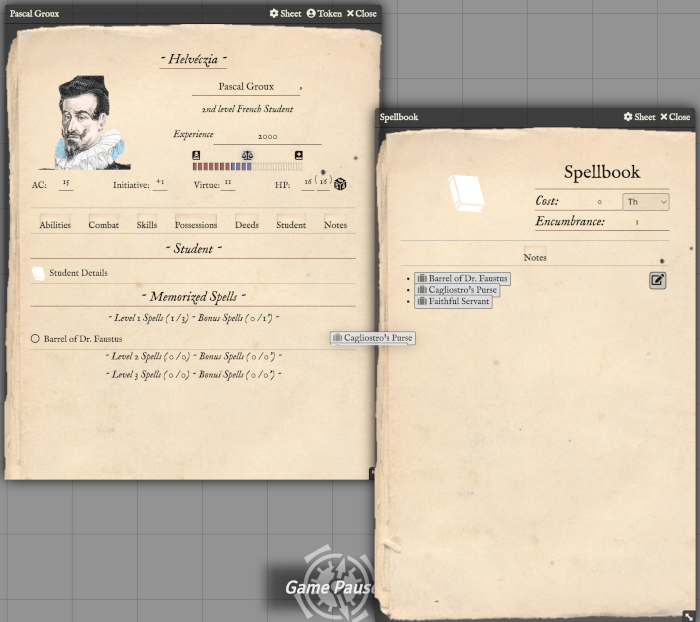 Pascal Groux
Sheet Token Close
~ Helvéczia ~
Pascal Groux
2nd level French Student
Experience 2000
AC: 15 Initiative: +1 Virtue: 11 HP: 16 ( 16 )
Abilities Combat Skills Possessions Deeds Student Notes
~ Student ~
Student Details
~ Memorized Spells ~
~ Level 1 Spells ( 1 / 3 ) ~ Bonus Spells ( 0 / 1* ) ~
Barrel of Dr. Faustus
Cagliostro's Purse
~ Level 2 Spells ( 0 / 0 ) ~ Bonus Spells ( 0 / 0* ) ~
~ Level 3 Spells ( 0 / 0 ) ~ Bonus Spells ( 0 / 0* ) ~
Game Pause
Spellbook
Sheet Close
Spellbook
Cost: 0 Th
Encumbrance: 1
Notes
Barrel of Dr. Faustus
Cagliostro's Purse
Faithful Servant